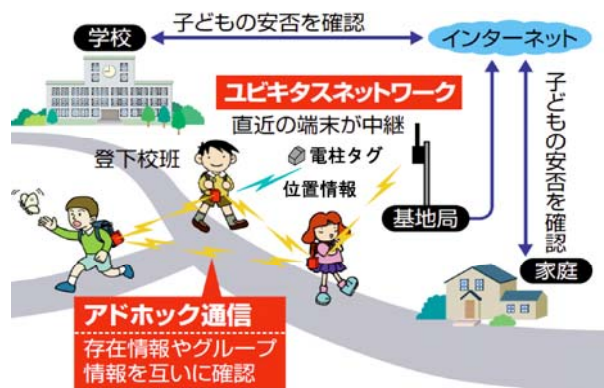 学校
子どもの安否を確認
インターネット
ユビキタスネットワーク
直近の端末が中継
登下校班
電柱タグ
位置情報
基地局
子どもの安否を確認
家庭
アドホック通信
存在情報やグループ
情報を互いに確認